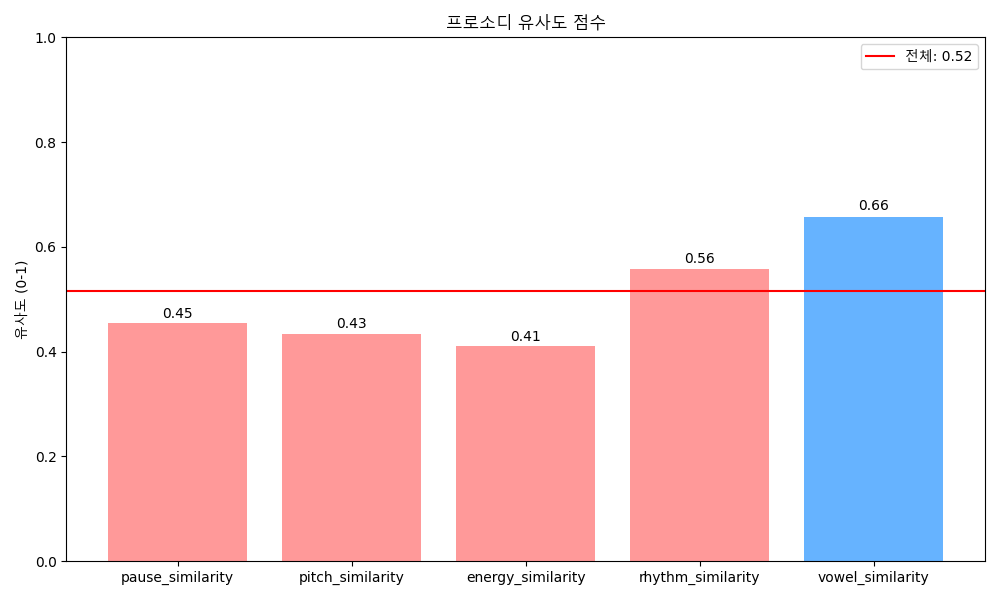 프로소디 유사도 점수
전체: 0.52
유사도 (0-1)
1.0
0.8
0.6
0.4
0.2
0.0
0.45
0.43
0.41
0.56
0.66
pause_similarity
pitch_similarity
energy_similarity
rhythm_similarity
vowel_similarity